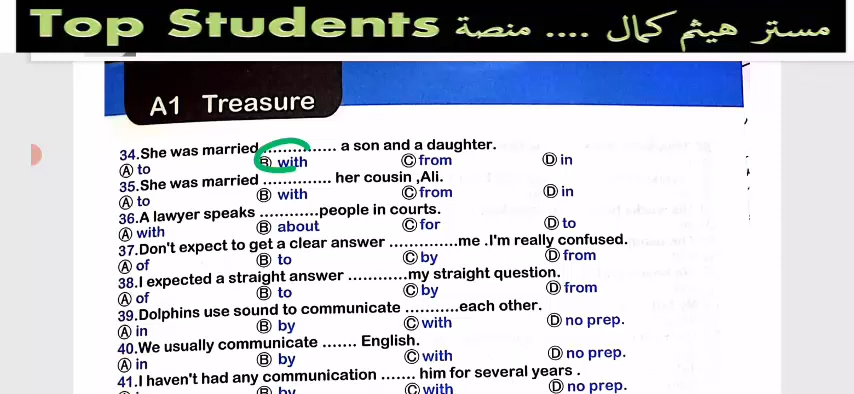 Top Students مستر هيثم كمال .... منصة
A1 Treasure
34.She was married .............. a son and a daughter.
Ⓐ to Ⓑ with Ⓒ from Ⓓ in
35.She was married .............. her cousin ,Ali.
Ⓐ to Ⓑ with Ⓒ from Ⓓ in
36.A lawyer speaks ............people in courts.
Ⓐ with Ⓑ about Ⓒ for Ⓓ to
37.Don't expect to get a clear answer ..............me .I'm really confused.
Ⓐ of Ⓑ to Ⓒ by Ⓓ from
38.I expected a straight answer ............my straight question.
Ⓐ of Ⓑ to Ⓒ by Ⓓ from
39.Dolphins use sound to communicate ...........each other.
Ⓐ in Ⓑ by Ⓒ with Ⓓ no prep.
40.We usually communicate ....... English.
Ⓐ in Ⓑ by Ⓒ with Ⓓ no prep.
41.I haven't had any communication ....... him for several years .
Ⓑ by Ⓒ with Ⓓ no prep.